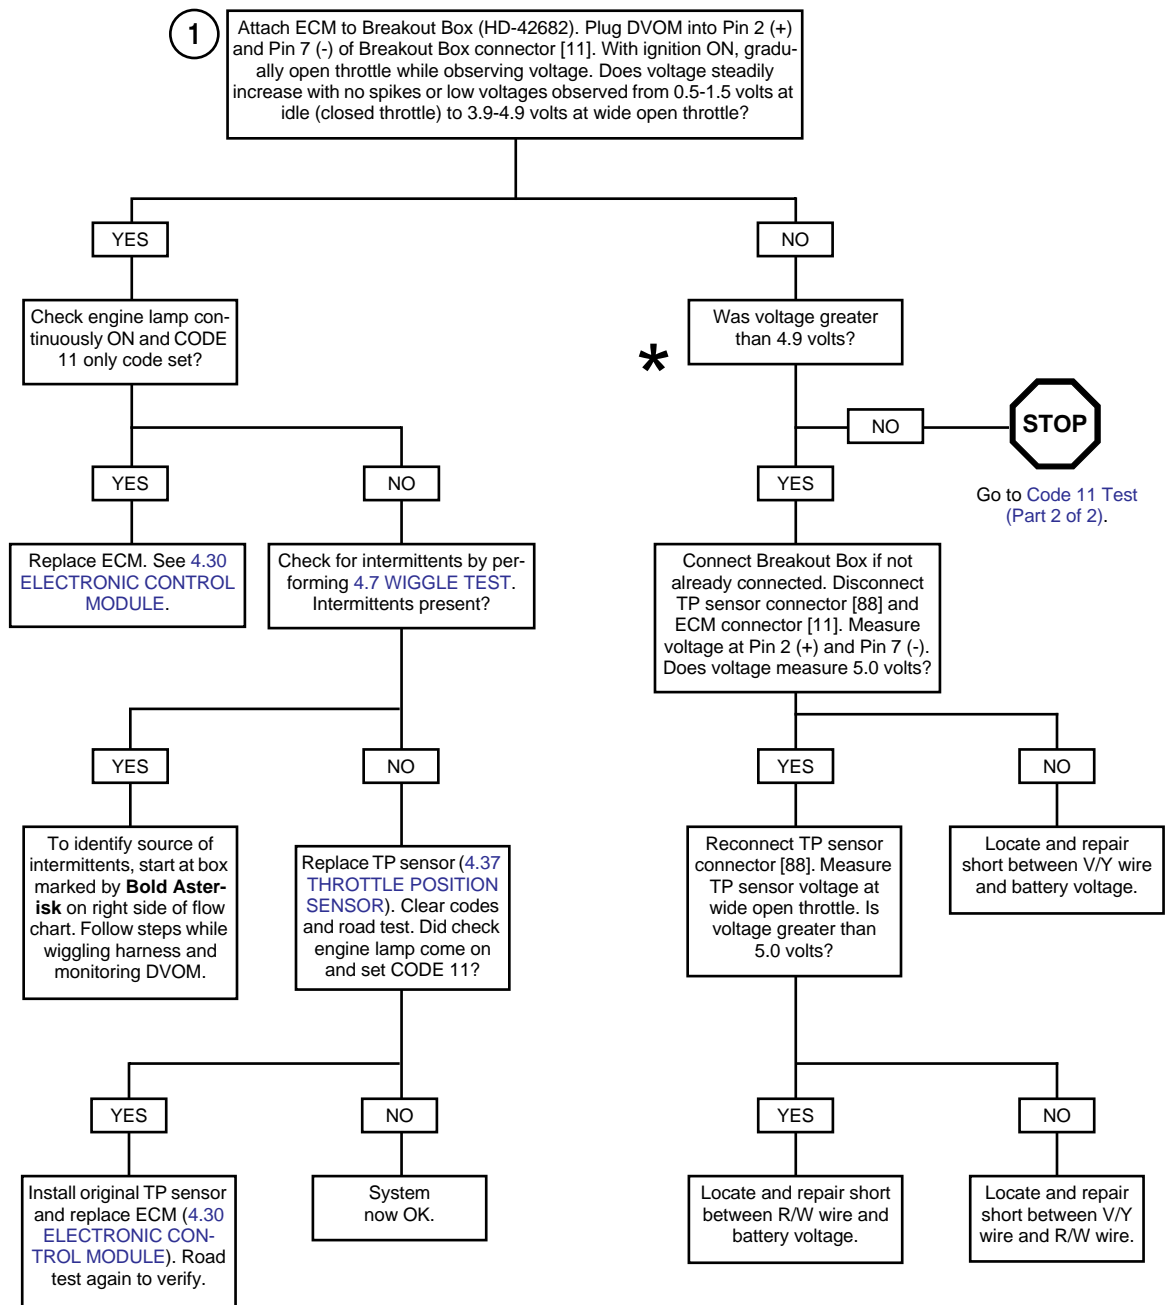 1
Attach ECM to Breakout Box (HD-42682). Plug DVOM into Pin 2 (+)
and Pin 7 (-) of Breakout Box connector [11]. With ignition ON, gradu-
ally open throttle while observing voltage. Does voltage steadily
increase with no spikes or low voltages observed from 0.5-1.5 volts at
idle (closed throttle) to 3.9-4.9 volts at wide open throttle?
YES
NO
Check engine lamp con-
tinuously ON and CODE
11 only code set?
Was voltage greater
than 4.9 volts?
*
NO
STOP
Go to Code 11 Test
(Part 2 of 2).
YES
NO
YES
Replace ECM. See 4.30
ELECTRONIC CONTROL
MODULE.
Check for intermittents by per-
forming 4.7 WIGGLE TEST.
Intermittents present?
Connect Breakout Box if not
already connected. Disconnect
TP sensor connector [88] and
ECM connector [11]. Measure
voltage at Pin 2 (+) and Pin 7 (-).
Does voltage measure 5.0 volts?
YES
NO
YES
NO
To identify source of
intermittents, start at box
marked by Bold Aster-
isk on right side of flow
chart. Follow steps while
wiggling harness and
monitoring DVOM.
Replace TP sensor (4.37
THROTTLE POSITION
SENSOR). Clear codes
and road test. Did check
engine lamp come on
and set CODE 11?
Reconnect TP sensor
connector [88]. Measure
TP sensor voltage at
wide open throttle. Is
voltage greater than
5.0 volts?
Locate and repair
short between V/Y wire
and battery voltage.
YES
NO
YES
NO
Install original TP sensor
and replace ECM (4.30
ELECTRONIC CON-
TROL MODULE). Road
test again to verify.
System
now OK.
Locate and repair short
between R/W wire and
battery voltage.
Locate and repair
short between V/Y
wire and R/W wire.